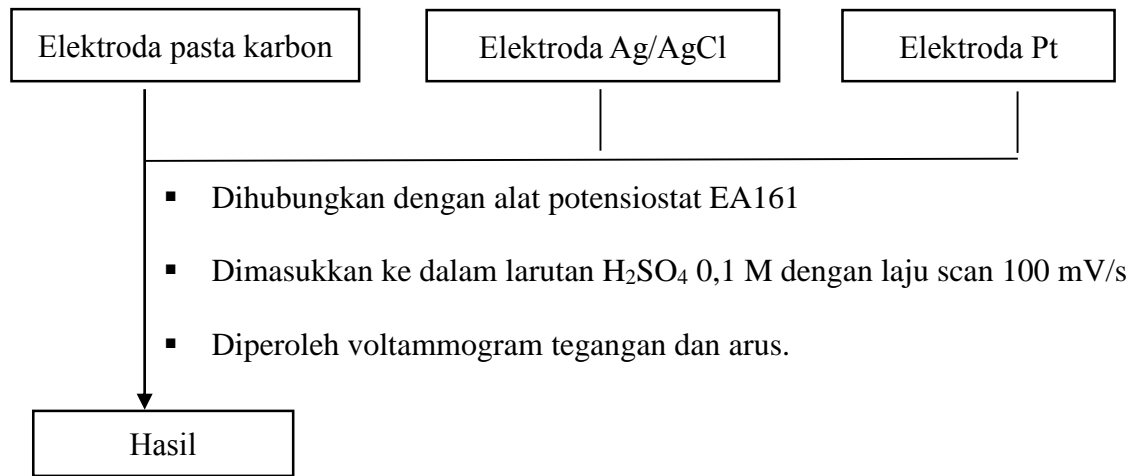 Elektroda pasta karbon
Elektroda Ag/AgCl
Elektroda Pt
▪ Dihubungkan dengan alat potensiostat EA161
▪ Dimasukkan ke dalam larutan H₂SO₄ 0,1 M dengan laju scan 100 mV/s
▪ Diperoleh voltammogram tegangan dan arus.
Hasil